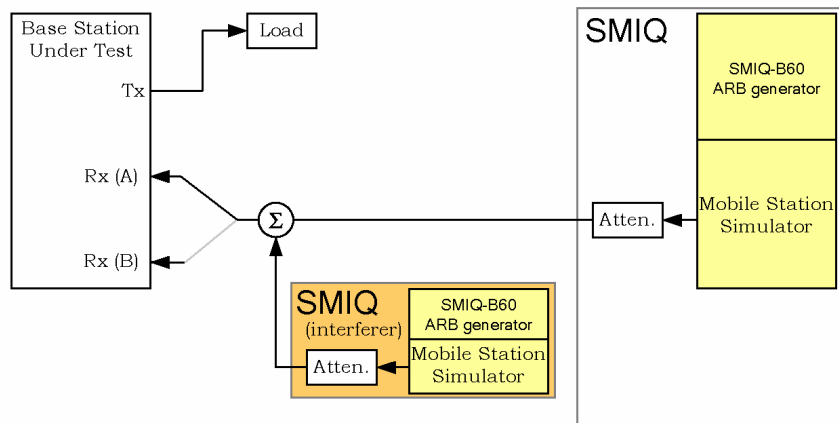 Base Station
Under Test
Load
Tx
Rx (A)
Rx (B)
Σ
SMIQ
SMIQ-B60
ARB generator
Atten.
Mobile Station
Simulator
SMIQ
(interferer)
SMIQ-B60
ARB generator
Atten.
Mobile Station
Simulator